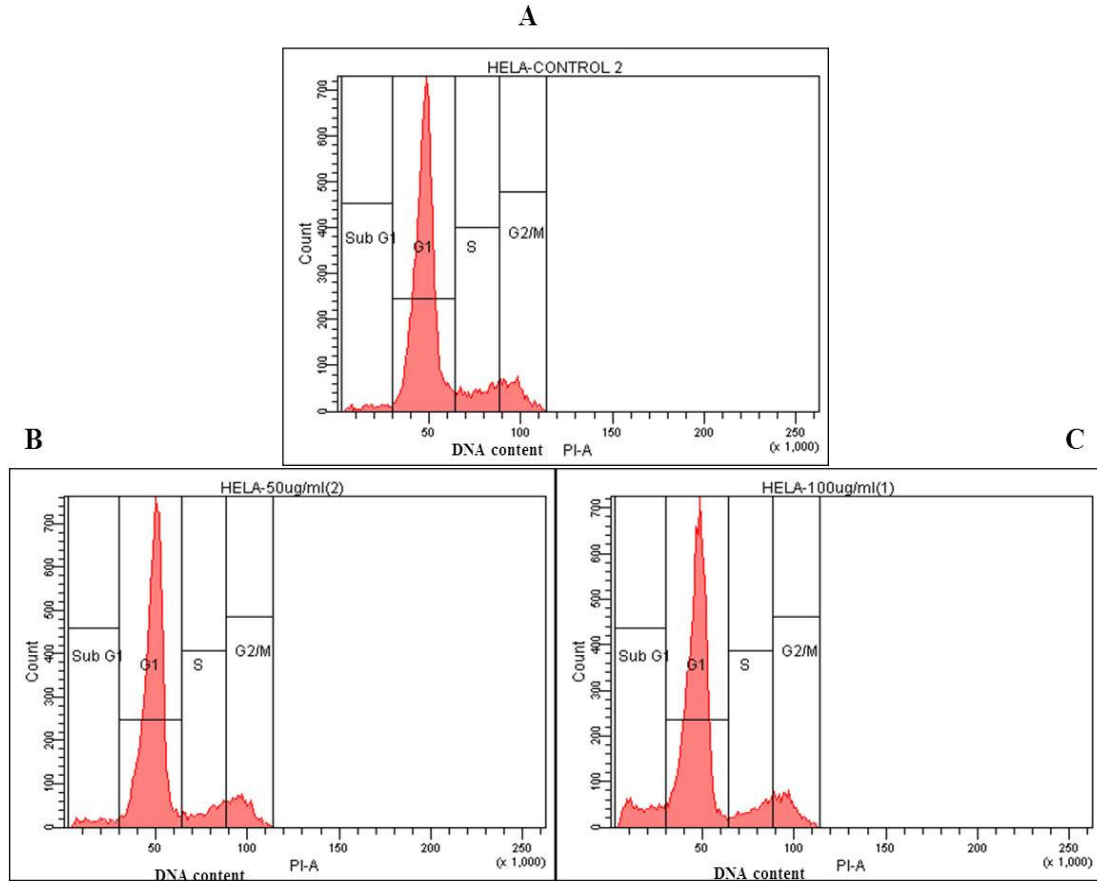 A
HELA-CONTROL 2
700
600
500
400
300
200
100
0
Count
Sub G1
G1
S
G2/M
50 100 150 200 250
DNA content PI-A (x 1,000)
B
HELA-50ug/ml(2)
700
600
500
400
300
200
100
0
Count
Sub G1
G1
S
G2/M
50 100 150 200 250
PI-A (x 1,000)
DNA content
C
HELA-100ug/ml(1)
700
600
500
400
300
200
100
0
Count
Sub G1
G1
S
G2/M
50 100 150 200 250
PI-A (x 1,000)
DNA content